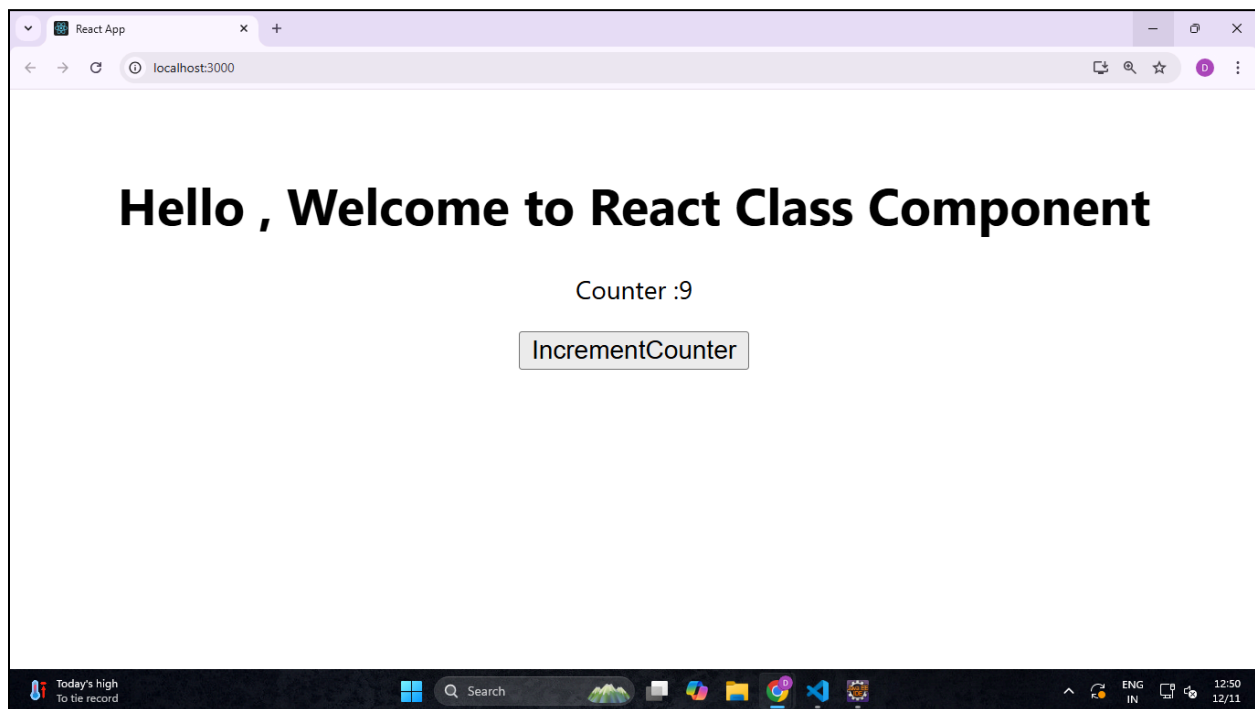 React App
localhost:3000
D
Hello , Welcome to React Class Component
Counter :9
IncrementCounter
Today's high
To tie record
Search
D
ENG
IN
12:50
12/11